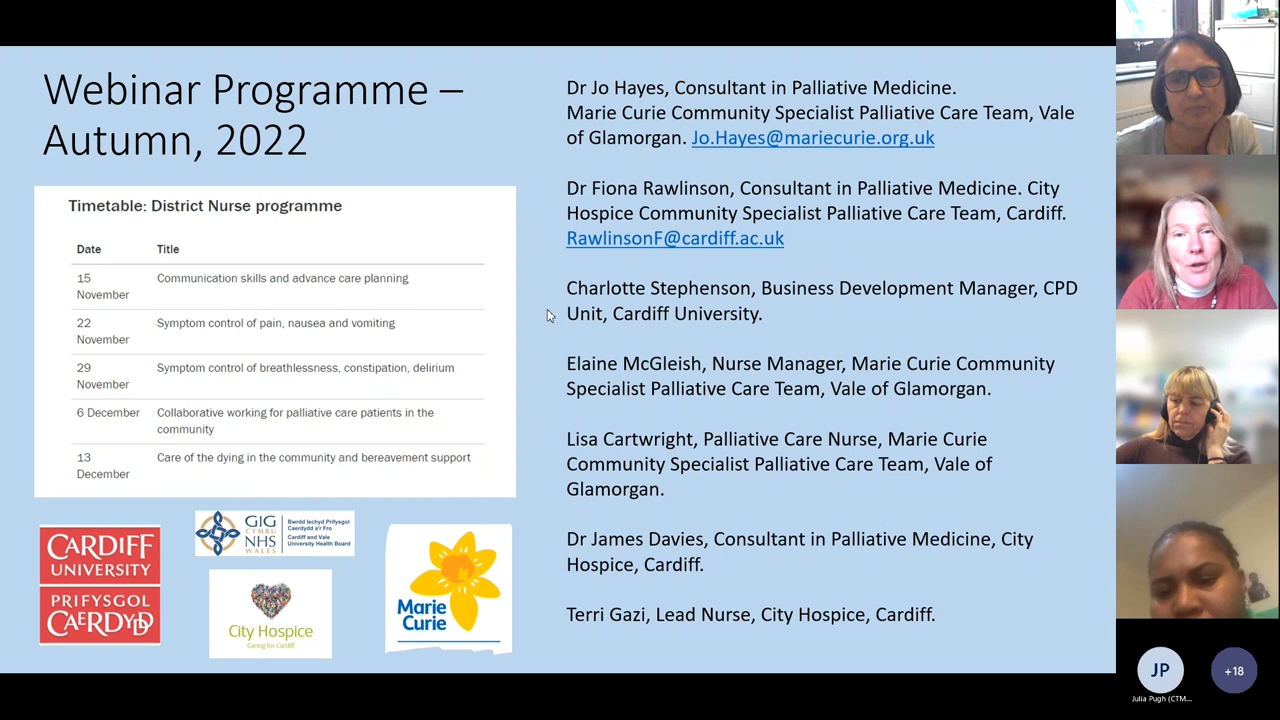 Webinar Programme –
Autumn, 2022
Timetable: District Nurse programme
Date Title
15 November Communication skills and advance care planning
22 November Symptom control of pain, nausea and vomiting
29 November Symptom control of breathlessness, constipation, delirium
6 December Collaborative working for palliative care patients in the
community
13 December Care of the dying in the community and bereavement support
CARDIFF
UNIVERSITY
PRIFYSGOL
CAERDYDD
GIG
CYMRU
NHS
WALES
Bwrdd Iechyd Prifysgol
Caerdydd a'r Fro
Cardiff and Vale
University Health Board
City Hospice
Caring for Cardiff
Marie
Curie
Dr Jo Hayes, Consultant in Palliative Medicine.
Marie Curie Community Specialist Palliative Care Team, Vale
of Glamorgan. Jo.Hayes@mariecurie.org.uk
Dr Fiona Rawlinson, Consultant in Palliative Medicine. City
Hospice Community Specialist Palliative Care Team, Cardiff.
RawlinsonF@cardiff.ac.uk
Charlotte Stephenson, Business Development Manager, CPD
Unit, Cardiff University.
Elaine McGleish, Nurse Manager, Marie Curie Community
Specialist Palliative Care Team, Vale of Glamorgan.
Lisa Cartwright, Palliative Care Nurse, Marie Curie
Community Specialist Palliative Care Team, Vale of
Glamorgan.
Dr James Davies, Consultant in Palliative Medicine, City
Hospice, Cardiff.
Terri Gazi, Lead Nurse, City Hospice, Cardiff.
JP
+18
Julia Pugh (CTM...